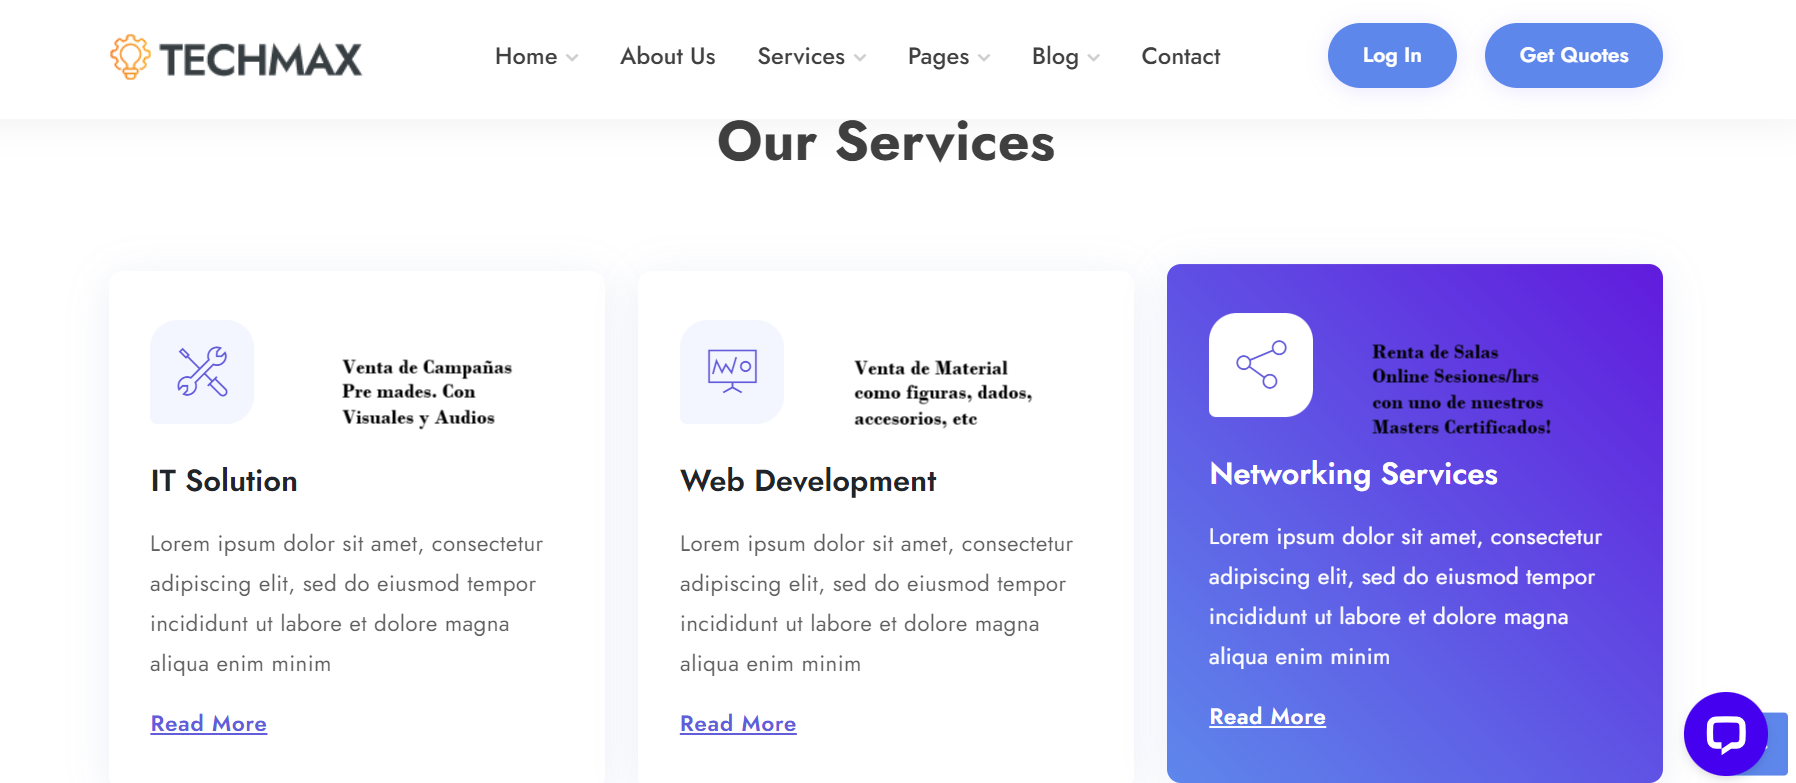 TECHMAX
Home About Us Services Pages Blog Contact
Log In
Get Quotes
Our Services
Venta de Campañas
Pre mades. Con
Visuales y Audios
IT Solution
Lorem ipsum dolor sit amet, consectetur
adipiscing elit, sed do eiusmod tempor
incididunt ut labore et dolore magna
aliqua enim minim
Read More
Venta de Material
como figuras, dados,
accesorios, etc
Web Development
Lorem ipsum dolor sit amet, consectetur
adipiscing elit, sed do eiusmod tempor
incididunt ut labore et dolore magna
aliqua enim minim
Read More
Renta de Salas
Online Sesiones/hrs
con uno de nuestros
Masters Certificados!
Networking Services
Lorem ipsum dolor sit amet, consectetur
adipiscing elit, sed do eiusmod tempor
incididunt ut labore et dolore magna
aliqua enim minim
Read More